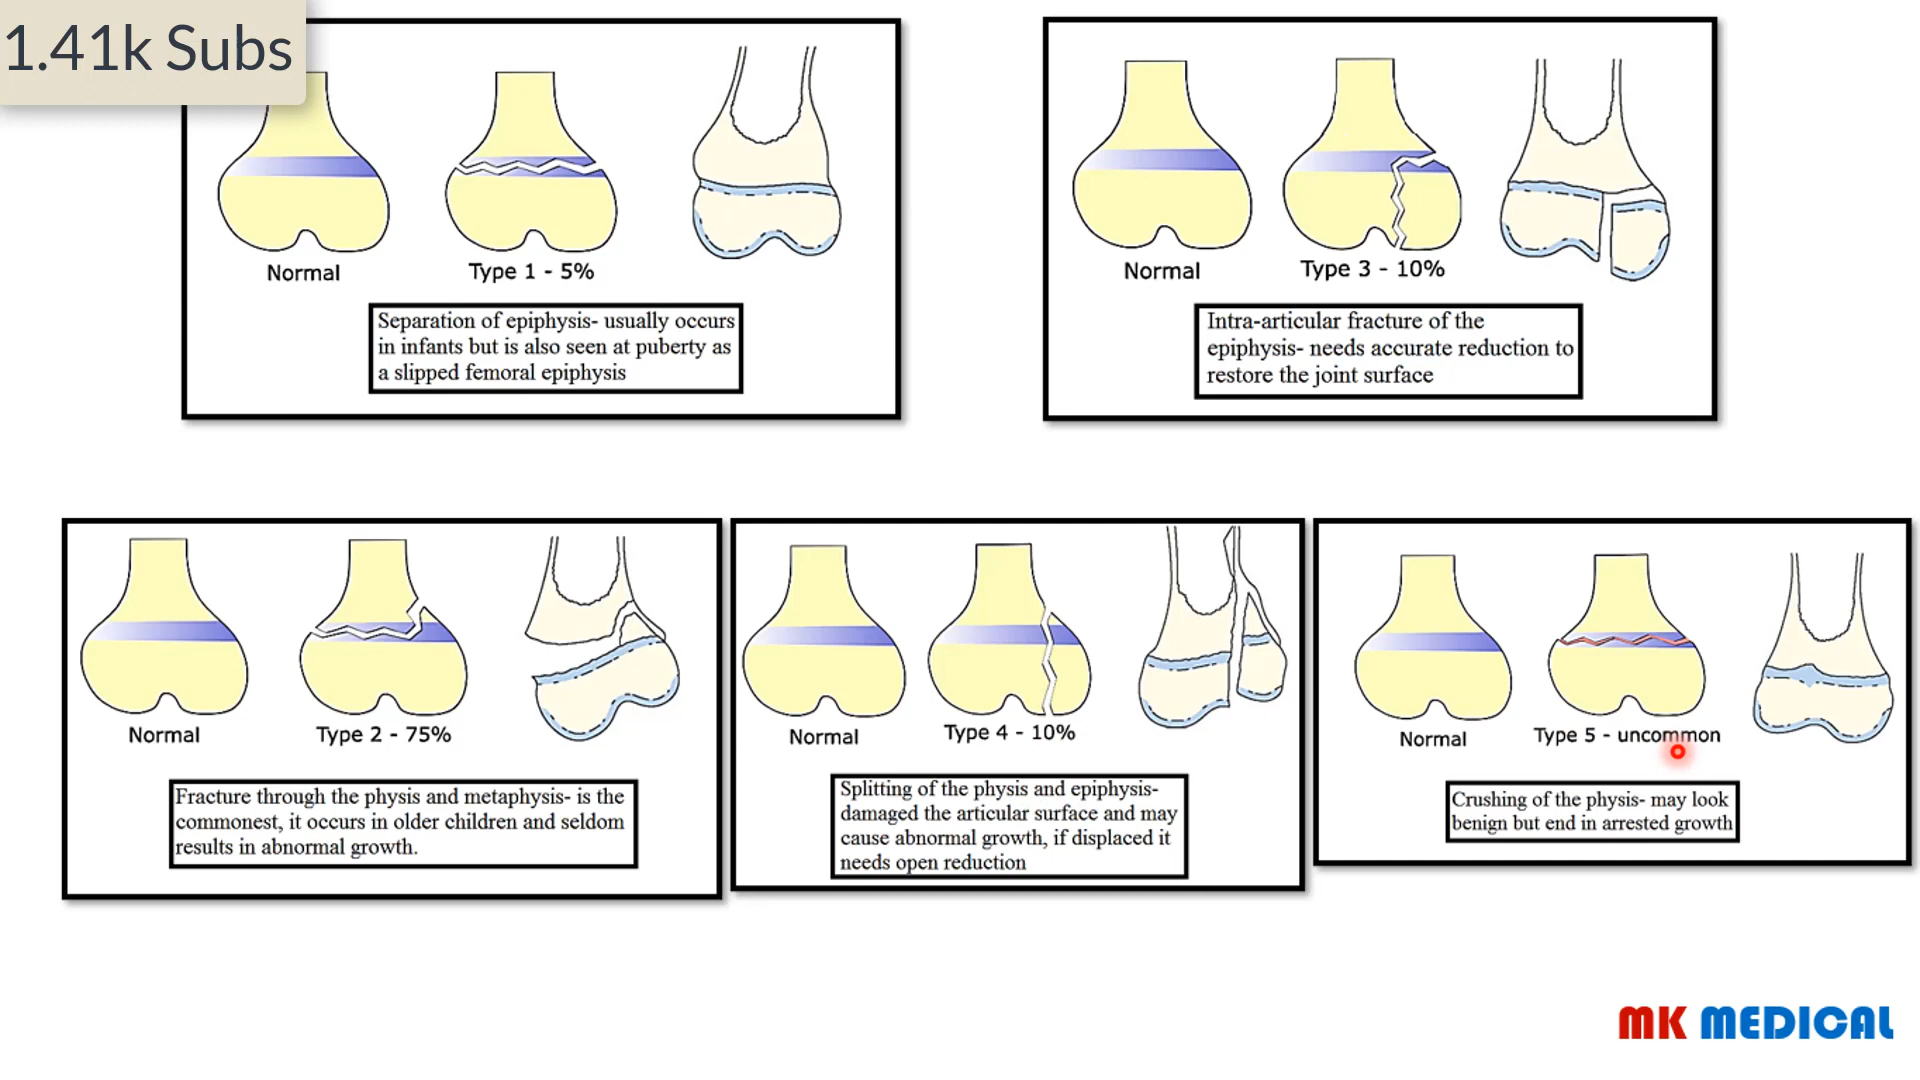 1.41k Subs
Normal
Type 1 - 5%
Separation of epiphysis- usually occurs
in infants but is also seen at puberty as
a slipped femoral epiphysis
Normal
Type 3 - 10%
Intra-articular fracture of the
epiphysis- needs accurate reduction to
restore the joint surface
Normal
Type 2 - 75%
Fracture through the physis and metaphysis- is the
commonest, it occurs in older children and seldom
results in abnormal growth.
Normal
Type 4 - 10%
Splitting of the physis and epiphysis-
damaged the articular surface and may
cause abnormal growth, if displaced it
needs open reduction
Normal
Type 5 - uncommon
Crushing of the physis- may look
benign but end in arrested growth
MK MEDICAL